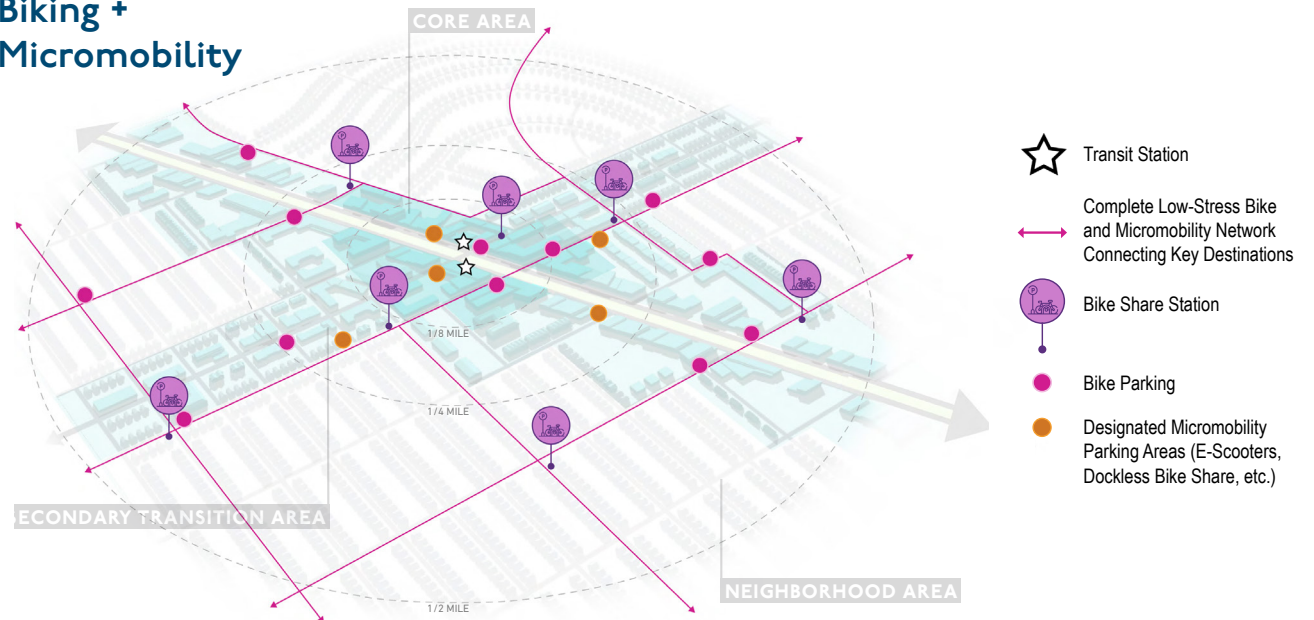 Biking +
Micromobility
CORE AREA
1/8 MILE
1/4 MILE
ECONDARY TRANSITION AREA
NEIGHBORHOOD AREA
1/2 MILE
Transit Station
Complete Low-Stress Bike
and Micromobility Network
Connecting Key Destinations
Bike Share Station
Bike Parking
Designated Micromobility
Parking Areas (E-Scooters,
Dockless Bike Share, etc.)